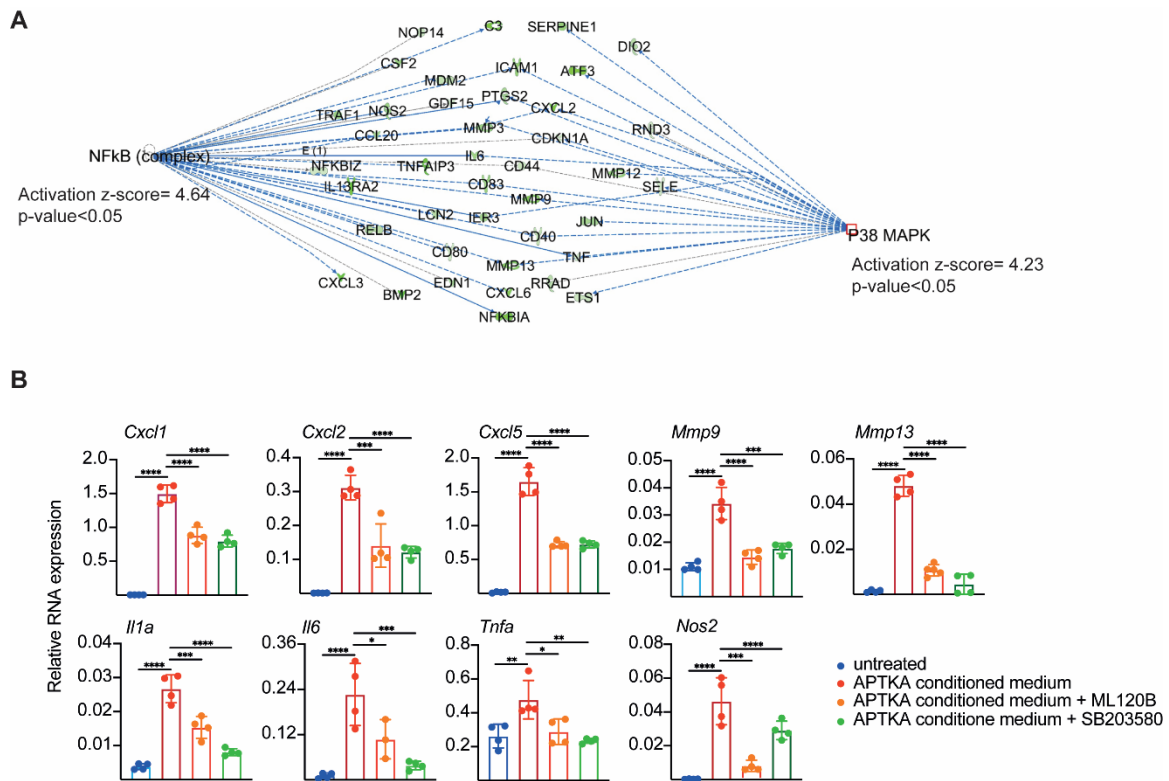 A
NOP14
C3
SERPINE1
DIO2
CSF2
MDM2
ICAM1
ATF3
TRAF1
NOS2
GDF15
PTGS2
CXCL2
CCL20
MMP3
CDKN1A
RND3
NFkB (complex)
E (1)
IL6
NFKBIZ
TNFAIP3
CD44
MMP12
Activation z-score= 4.64
p-value<0.05
IL13RA2
CD83
SELE
MMP9
LCN2
IER3
JUN
RELB
CD40
P38 MAPK
CD80
TNF
MMP13
Activation z-score= 4.23
p-value<0.05
CXCL3
EDN1
RRAD
BMP2
CXCL6
ETS1
NFKBIA
B
Relative RNA expression
Cxcl1
**** **** ****
2.0
1.5
1.0
0.5
Cxcl2
**** *** ****
0.4
0.3
0.2
0.1
Cxcl5
**** **** ****
2.0
1.5
1.0
0.5
Mmp9
**** **** ***
0.05
0.04
0.03
0.02
0.01
Mmp13
**** **** ****
0.06
0.04
0.02
Il1a
**** *** ****
0.04
0.03
0.02
0.01
Il6
**** * ***
0.36
0.24
0.12
Tnfa
** * **
0.8
0.6
0.4
0.2
Nos2
**** *** ****
0.08
0.06
0.04
0.02
untreated
APTKA conditioned medium
APTKA conditioned medium + ML120B
APTKA conditione medium + SB203580